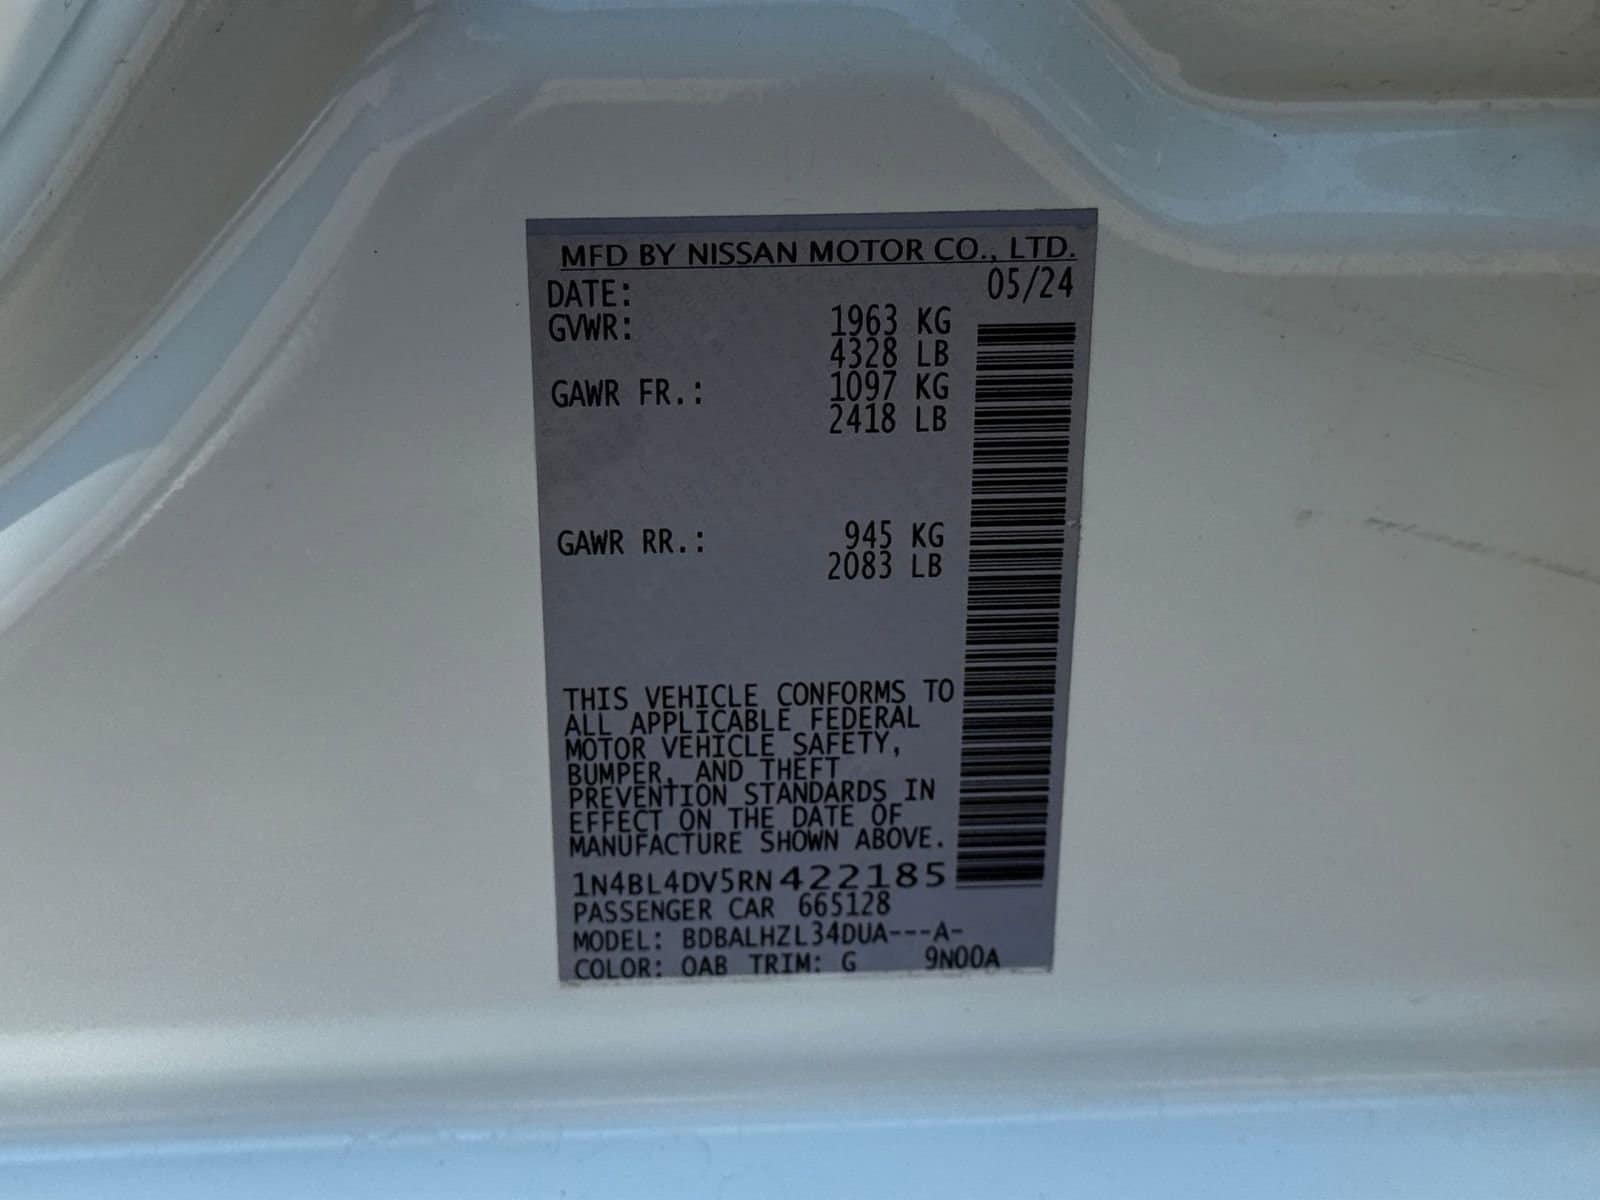 MFD BY NISSAN MOTOR CO., LTD.
DATE: 05/24
GVWR: 1963 KG
4328 LB
GAWR FR.: 1097 KG
2418 LB
GAWR RR.: 945 KG
2083 LB
THIS VEHICLE CONFORMS TO
ALL APPLICABLE FEDERAL
MOTOR VEHICLE SAFETY,
BUMPER, AND THEFT
PREVENTION STANDARDS IN
EFFECT ON THE DATE OF
MANUFACTURE SHOWN ABOVE.
1N4BL4DV5RN422185
PASSENGER CAR 665128
MODEL: BDBALHZL34DUA---A-
COLOR: QAB TRIM: G 9N00A